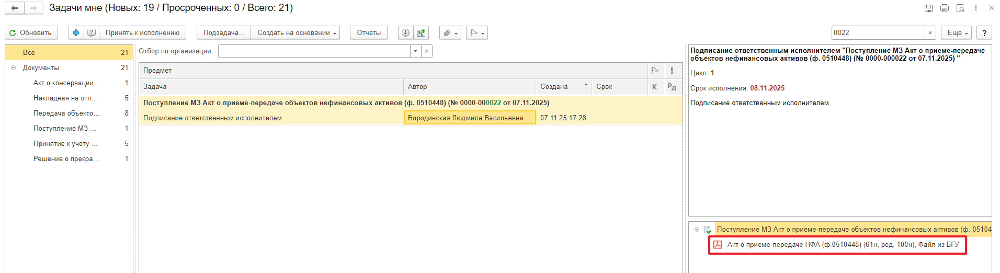 Задачи мне (Новых: 19 / Просроченных: 0 / Всего: 21)
Обновить
Принять к исполнению
Подзадача...
Создать на основании
Отчеты
0022
×
Еще
?
Все 21
Документы 21
Акт о консервации... 1
Накладная на отп... 5
Передача объекто... 8
Поступление МЗ ... 1
Принятие к учету ... 5
Решение о прекра... 1
Отбор по организации:
×
Предмет
Задача Автор Создана ↑ Срок К РД
Поступление МЗ Акт о приеме-передаче объектов нефинансовых активов (ф. 0510448) (№ 0000-000022 от 07.11.2025)
Подписание ответственным исполнителем Бородинская Людмила Васильевна 07.11.25 17:28
Подписание ответственным исполнителем "Поступление МЗ Акт о приеме-передаче
объектов нефинансовых активов (ф. 0510448) (№ 0000-000022 от 07.11.2025) "
Цикл: 1
Срок исполнения: 08.11.2025
Подписание ответственным исполнителем
Поступление МЗ Акт о приеме-передаче объектов нефинансовых активов (ф. 05104
Акт о приеме-передаче НФА (ф.0510448) (61н, ред. 100н), Файл из БГУ